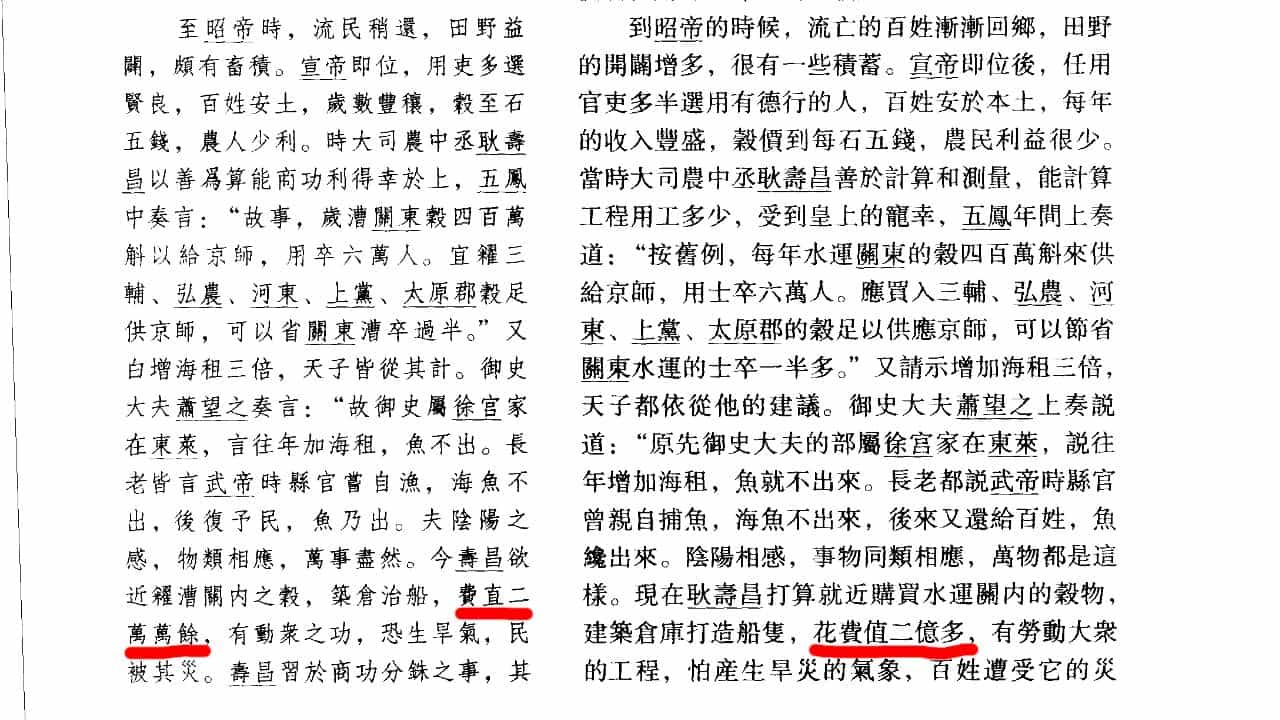 至昭帝時，流民稍還，田野益
闢，頗有畜積。宣帝即位，用吏多選
賢良，百姓安土，歲數豐穰，穀至石
五錢，農人少利。時大司農中丞耿壽
昌以善爲算能商功利得幸於上，五鳳
中奏言：“故事，歲漕關東穀四百萬
斛以給京師，用卒六萬人。宜糴三
輔、弘農、河東、上黨、太原郡穀足
供京師，可以省關東漕卒過半。”又
白增海租三倍，天子皆從其計。御史
大夫蕭望之奏言：“故御史屬徐宮家
在東萊，言往年加海租，魚不出。長
老皆言武帝時縣官嘗自漁，海魚不
出，後復予民，魚乃出。夫陰陽之
感，物類相應，萬事盡然。今壽昌欲
近糴漕關內之穀，築倉治船，費直二
萬萬餘，有動衆之功，恐生旱氣，民
被其災。壽昌習於商功分銖之事，其
到昭帝的時候，流亡的百姓漸漸回鄉，田野
的開闢增多，很有一些積蓄。宣帝即位後，任用
官吏多半選用有德行的人，百姓安於本土，每年
的收入豐盛，穀價到每石五錢，農民利益很少。
當時大司農中丞耿壽昌善於計算和測量，能計算
工程用工多少，受到皇上的寵幸，五鳳年間上奏
道：“按舊例，每年水運關東的穀四百萬斛來供
給京師，用士卒六萬人。應買入三輔、弘農、河
東、上黨、太原郡的穀足以供應京師，可以節省
關東水運的士卒一半多。”又請示增加海租三倍，
天子都依從他的建議。御史大夫蕭望之上奏説
道：“原先御史大夫的部屬徐宮家在東萊，説往
年增加海租，魚就不出來。長老都説武帝時縣官
曾親自捕魚，海魚不出來，後來又還給百姓，魚
纔出來。陰陽相感，事物同類相應，萬物都是這
樣。現在耿壽昌打算就近購買水運關内的穀物，
建築倉庫打造船隻，花費值二億多，有勞動大衆
的工程，怕産生旱災的氣象，百姓遭受它的災